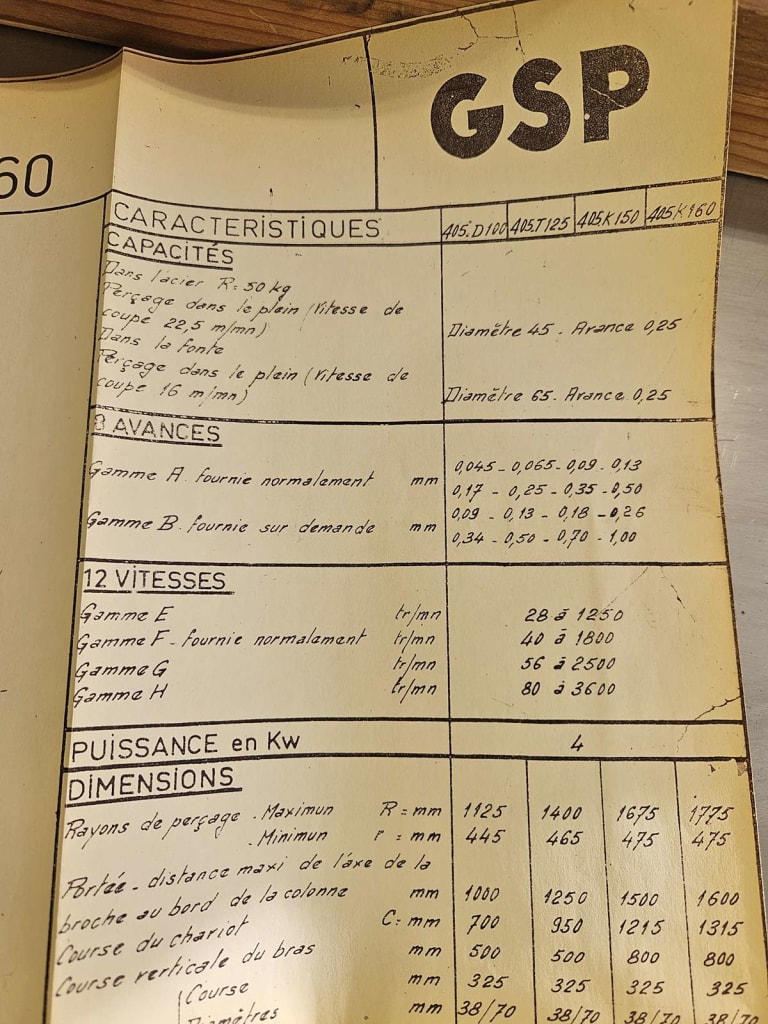 60
GSP
CARACTERISTIQUES 405.D100 405.T125 405.K150 405.K160
CAPACITÉS
Dans l'acier R=50 kg
Perçage dans le plein (Vitesse de
coupe 22,5 m/mn) Diamètre 45 - Avance 0,25
Dans la fonte
Perçage dans le plein (Vitesse de
coupe 16 m/mn) Diamètre 65 - Avance 0,25
8 AVANCES
0,045 - 0,065 - 0,09 - 0,13
Gamme A fournie normalement mm
0,17 - 0,25 - 0,35 - 0,50
0,09 - 0,13 - 0,18 - 0,26
Gamme B fournie sur demande mm
0,34 - 0,50 - 0,70 - 1,00
12 VITESSES
Gamme E tr/mn 28 à 1250
Gamme F - fournie normalement tr/mn 40 à 1800
Gamme G tr/mn 56 à 2500
Gamme H tr/mn 80 à 3600
PUISSANCE en Kw 4
DIMENSIONS
Rayons de perçage - Maximun R = mm 1125 1400 1675 1775
- Minimun r = mm 445 465 475 475
Portée - distance maxi de l'axe de la
broche au bord de la colonne mm 1000 1250 1500 1600
Course du chariot C = mm 700 950 1215 1315
Course verticale du bras mm 500 500 800 800
Course mm 325 325 325 325
Diamètres mm 38/70 38/70 38/70 38/70